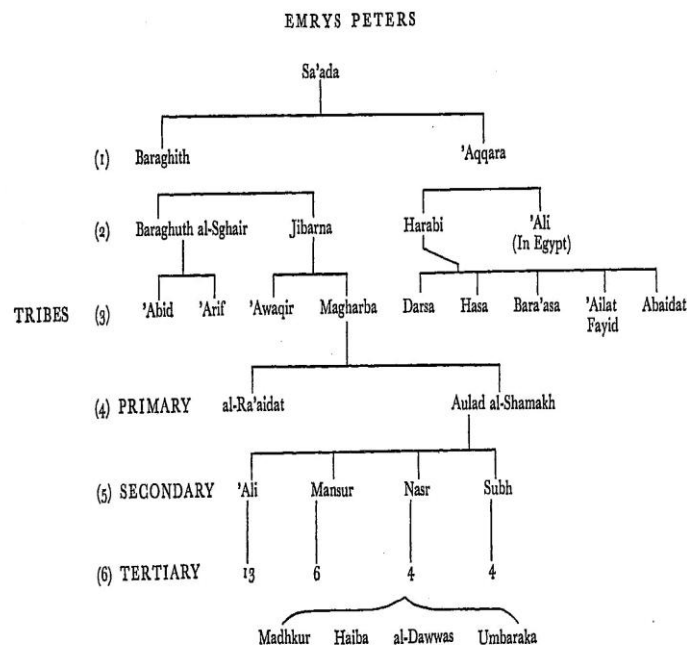 EMRYS PETERS
Sa'ada
(1) Baraghith 'Aqqara
(2) Baraghuth al-Sghair Jibarna Harabi 'Ali
(In Egypt)
TRIBES (3) 'Abid 'Arif 'Awaqir Magharba Darsa Hasa Bara'asa 'Ailat Abaidat
Fayid
(4) PRIMARY al-Ra'aidat Aulad al-Shamakh
(5) SECONDARY 'Ali Mansur Nasr Subh
(6) TERTIARY 13 6 4 4
Madhkur Haiba al-Dawwas Umbaraka